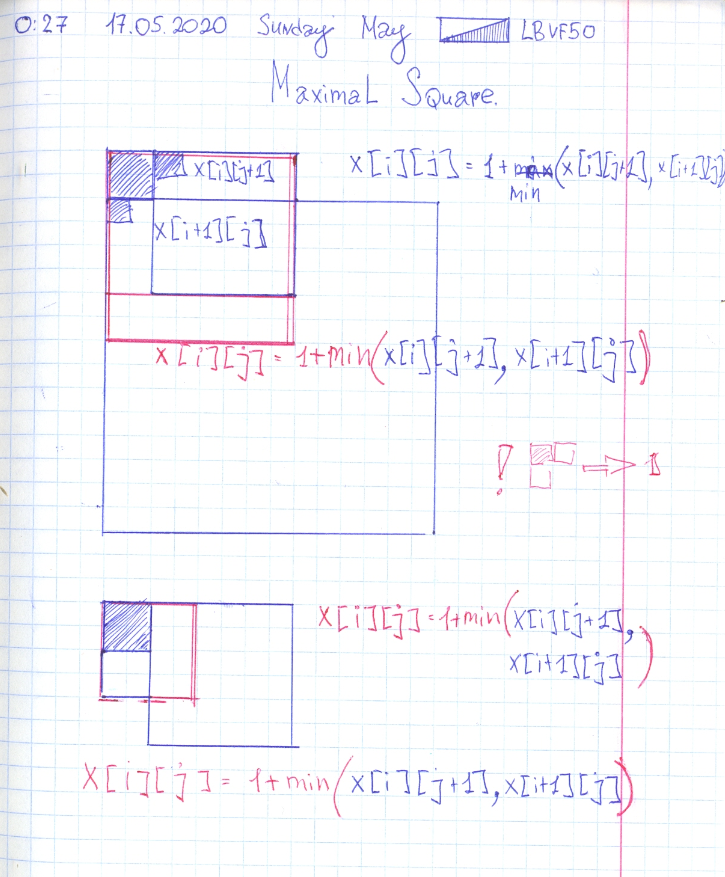 0:27 17.05.2020 Sunday May LBVF50
Maximal Square.
x[i][j] = 1+max(x[i][j+1], x[i+1][j]
min
x[i][j+1]
x[i+1][j]
x[i][j] = 1+min(x[i][j+1], x[i+1][j])
! => 1
x[i][j] = 1+min(x[i][j+1],
x[i+1][j])
x[i][j] = 1+min(x[i][j+1], x[i+1][j])